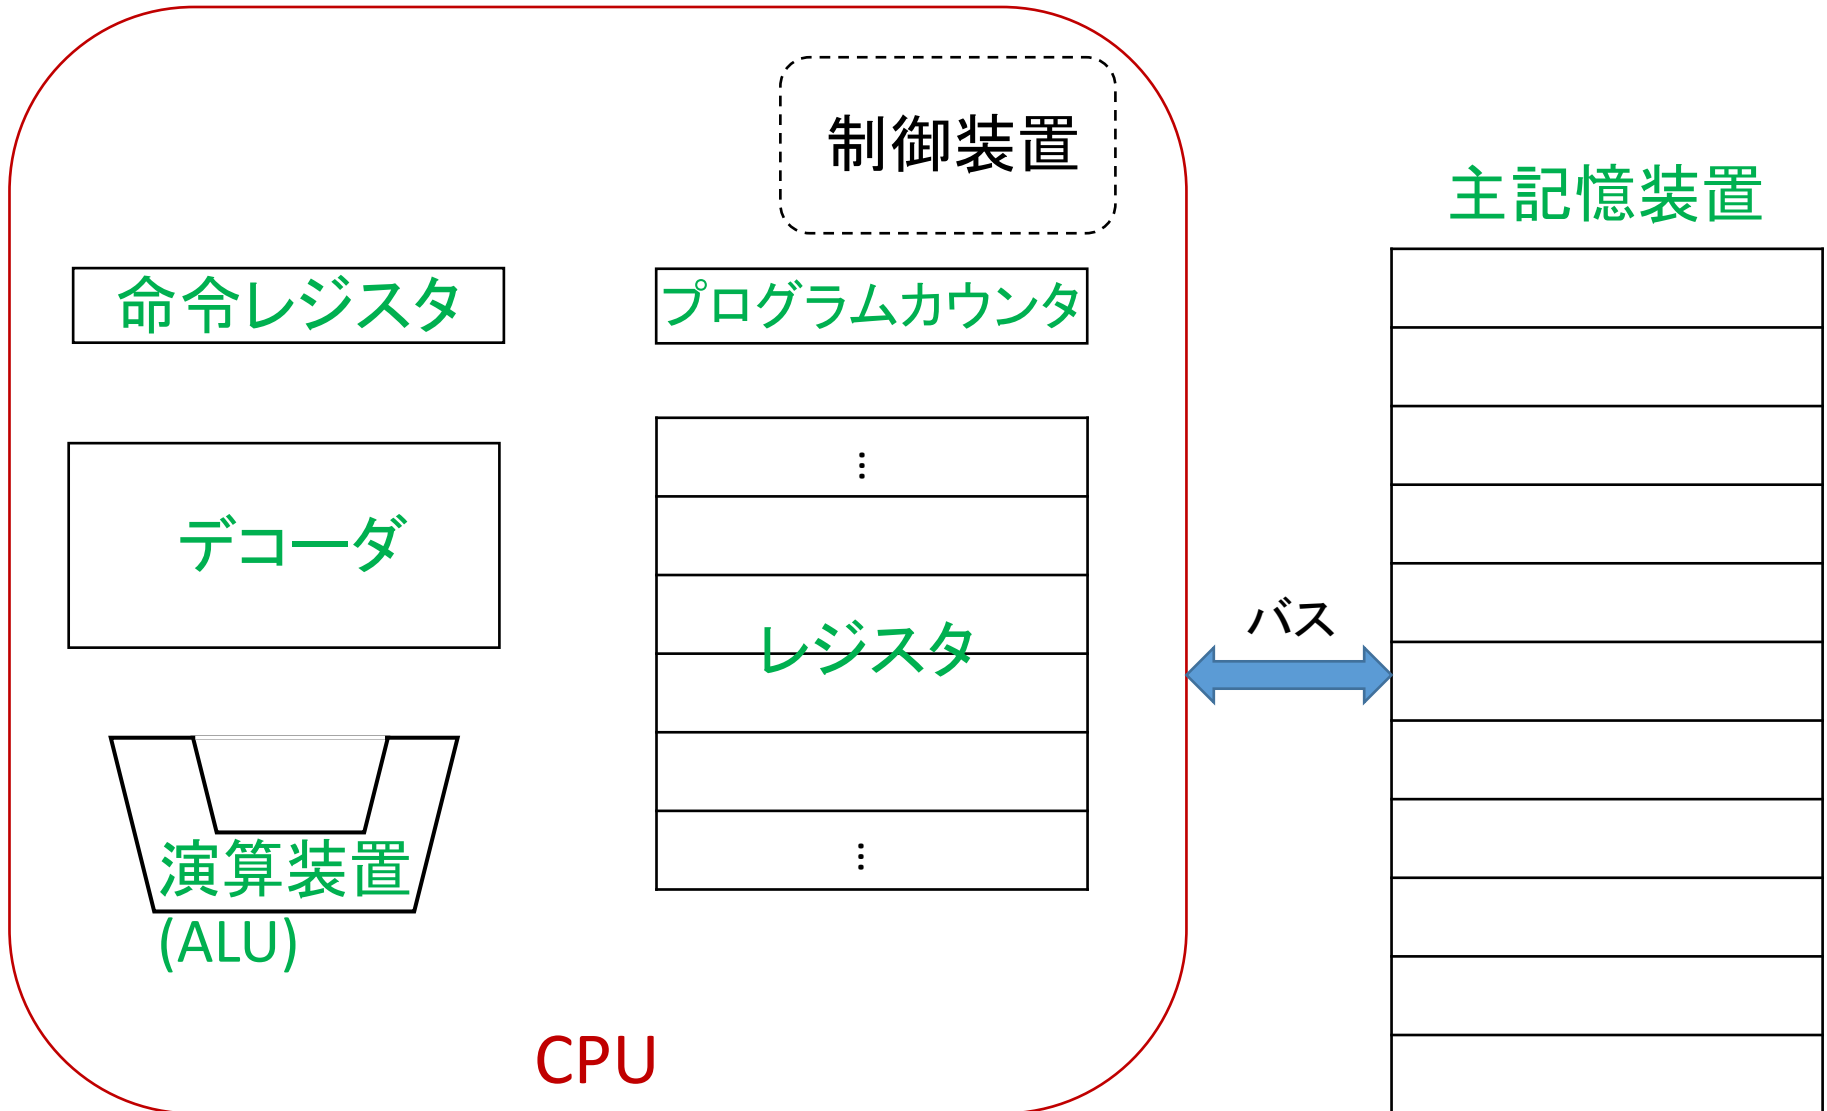 制御装置
主記憶装置
命令レジスタ
プログラムカウンタ
…
デコーダ
レジスタ
バス
演算装置
(ALU)
…
CPU